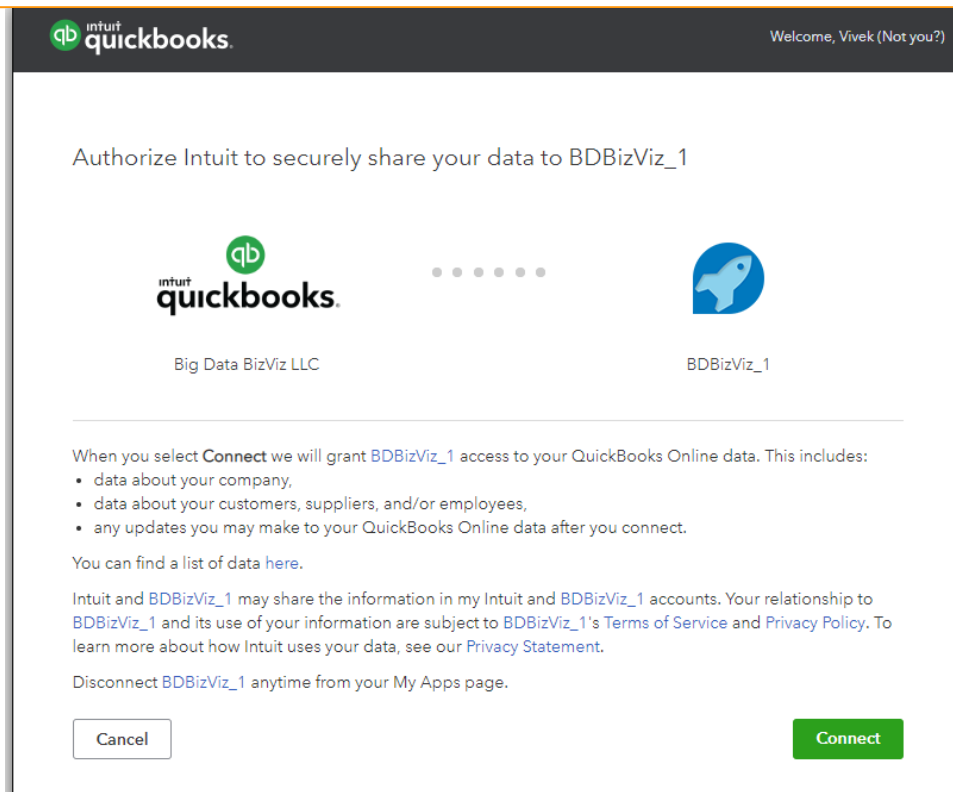 qb intuit quickbooks.
Welcome, Vivek (Not you?)
Authorize Intuit to securely share your data to BDBizViz_1
qb
intuit
quickbooks.
Big Data BizViz LLC
BDBizViz_1
When you select Connect we will grant BDBizViz_1 access to your QuickBooks Online data. This includes:
• data about your company,
• data about your customers, suppliers, and/or employees,
• any updates you may make to your QuickBooks Online data after you connect.
You can find a list of data here.
Intuit and BDBizViz_1 may share the information in my Intuit and BDBizViz_1 accounts. Your relationship to
BDBizViz_1 and its use of your information are subject to BDBizViz_1's Terms of Service and Privacy Policy. To
learn more about how Intuit uses your data, see our Privacy Statement.
Disconnect BDBizViz_1 anytime from your My Apps page.
Cancel
Connect